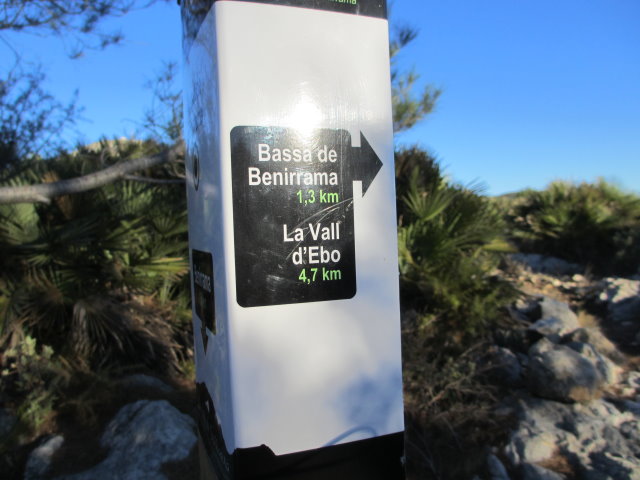 Bassa de
Benirrama
1,3 km
La Vall
d'Ebo
4,7 km